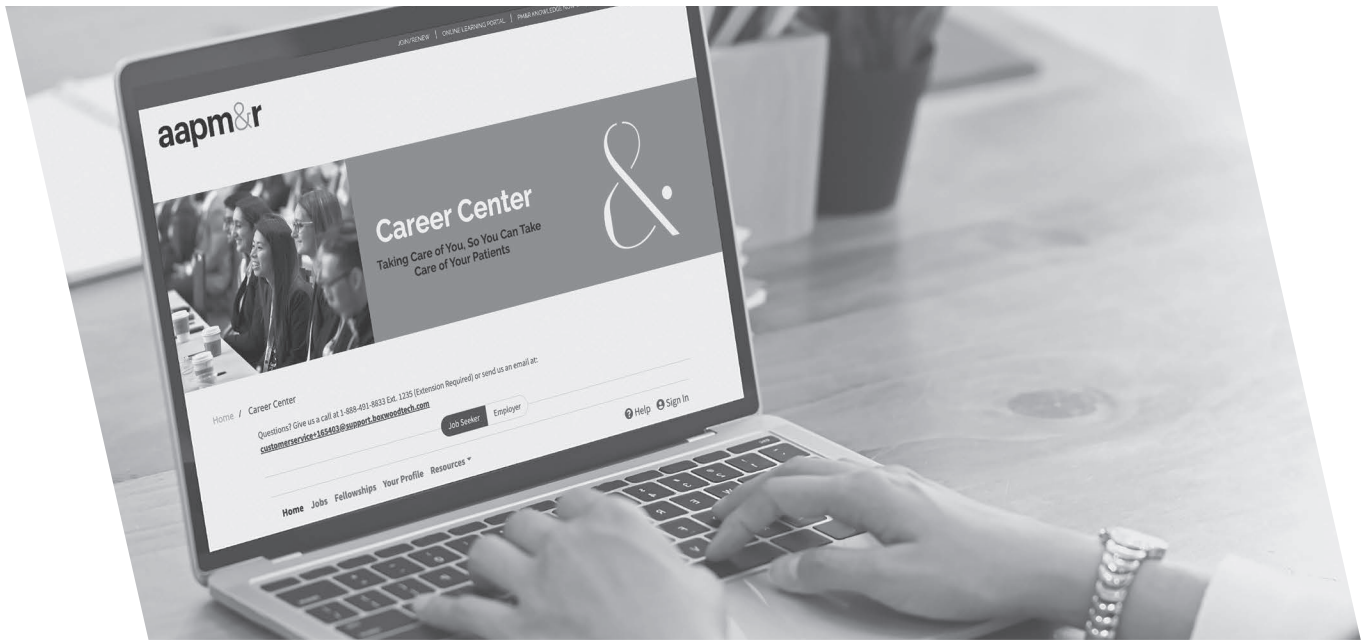 JOIN/RENEW | ONLINE LEARNING PORTAL | PM&R KNOWLEDGE NOW
aapm&r
Career Center
&.
Taking Care of You, So You Can Take
Care of Your Patients
Home / Career Center
Questions? Give us a call at 1-888-491-8833 Ext. 1235 (Extension Required) or send us an email at:
customerservice+165403@support.boxwoodtech.com
Job Seeker Employer
Help Sign In
Home Jobs Fellowships Your Profile Resources